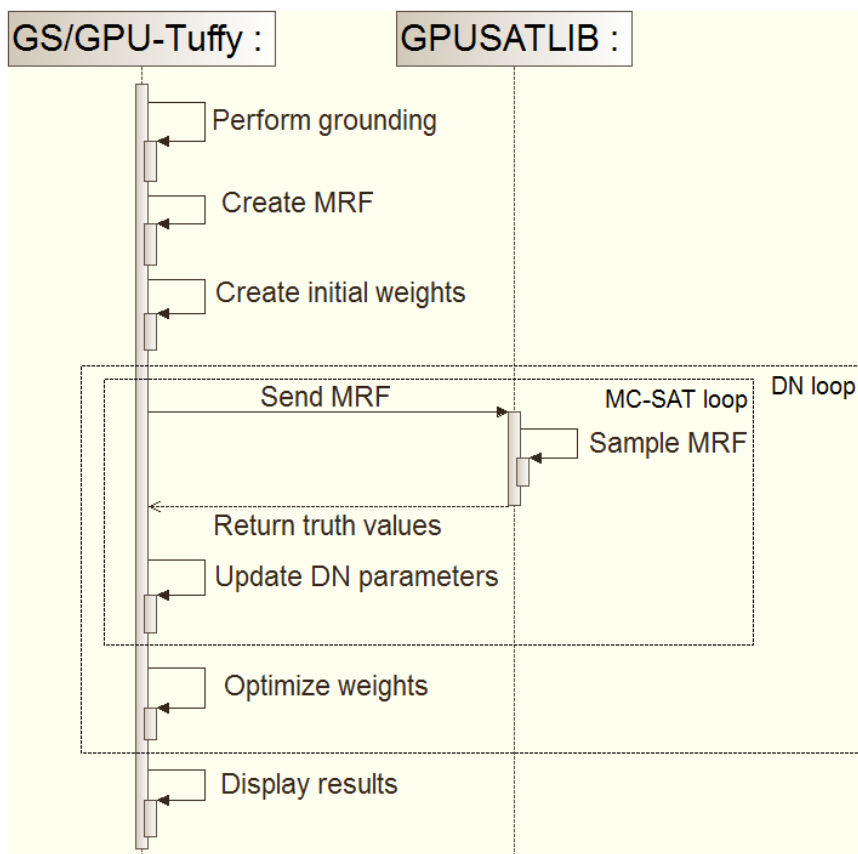 GS/GPU-Tuffy :
GPUSATLIB :
Perform grounding
Create MRF
Create initial weights
DN loop
MC-SAT loop
Send MRF
Sample MRF
Return truth values
Update DN parameters
Optimize weights
Display results